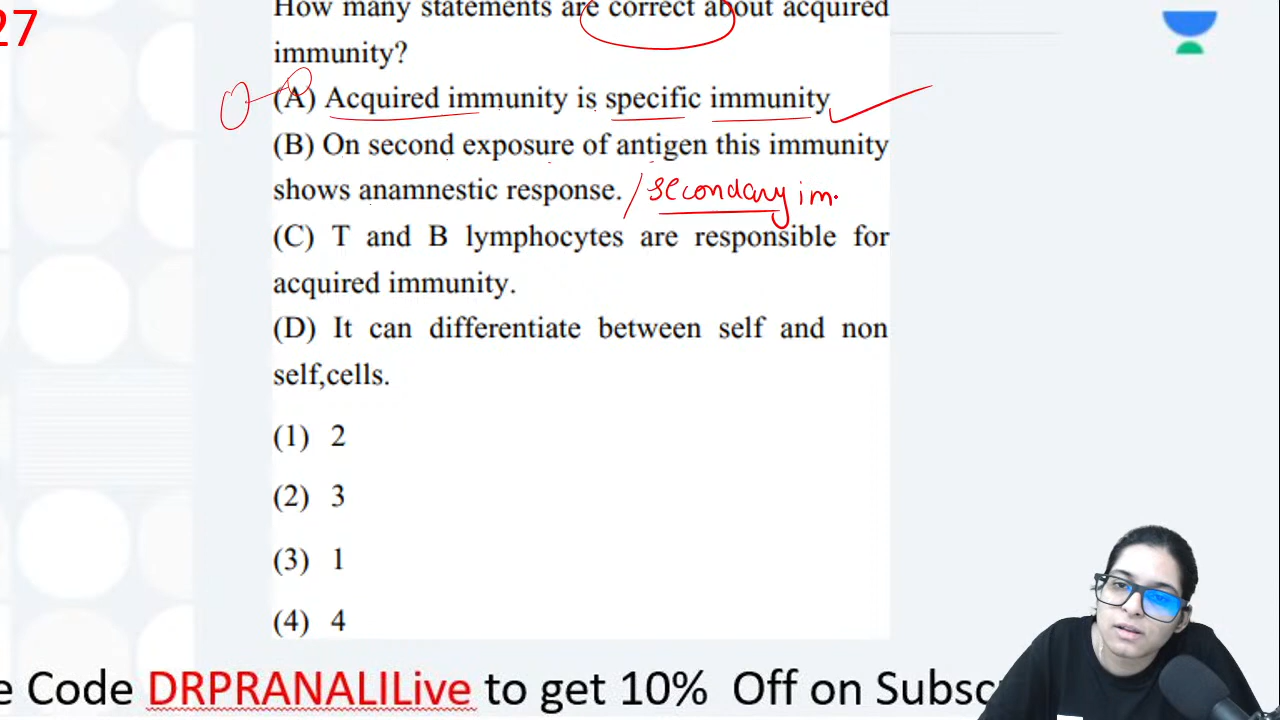 27
How many statements are correct about acquired
immunity?
(A) Acquired immunity is specific immunity
(B) On second exposure of antigen this immunity
shows anamnestic response. /secondary im.
(C) T and B lymphocytes are responsible for
acquired immunity.
(D) It can differentiate between self and non
self,cells.
(1) 2
(2) 3
(3) 1
(4) 4
e Code DRPRANALILive to get 10% Off on Subsc